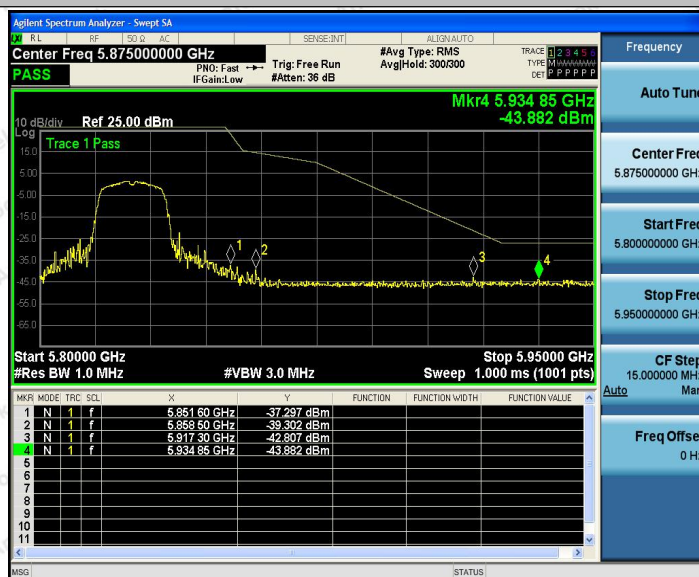 Agilent Spectrum Analyzer - Swept SA
LXI RL RF 50 Ω AC SENSE:INT ALIGN AUTO
Center Freq 5.875000000 GHz
PASS
PNO: Fast
IFGain:Low
Trig: Free Run
#Atten: 36 dB
#Avg Type: RMS
Avg|Hold: 300/300
TRACE 1 2 3 4 5 6
TYPE M
DET P P P P P P
Mkr4 5.934 85 GHz
-43.882 dBm
10 dB/div Ref 25.00 dBm
Log
Trace 1 Pass
15.0
5.00
-5.00
-15.0
-25.0
-35.0
-45.0
-55.0
-65.0
1
2
3
4
Start 5.80000 GHz Stop 5.95000 GHz
#Res BW 1.0 MHz #VBW 3.0 MHz Sweep 1.000 ms (1001 pts)
MKR MODE TRC SCL X Y FUNCTION FUNCTION WIDTH FUNCTION VALUE
1 N 1 f 5.851 60 GHz -37.297 dBm
2 N 1 f 5.858 50 GHz -39.302 dBm
3 N 1 f 5.917 30 GHz -42.807 dBm
4 N 1 f 5.934 85 GHz -43.882 dBm
5
6
7
8
9
10
11
MSG STATUS
Frequency
Auto Tune
Center Freq
5.875000000 GHz
Start Freq
5.800000000 GHz
Stop Freq
5.950000000 GHz
CF Step
15.000000 MHz
Auto Man
Freq Offset
0 Hz